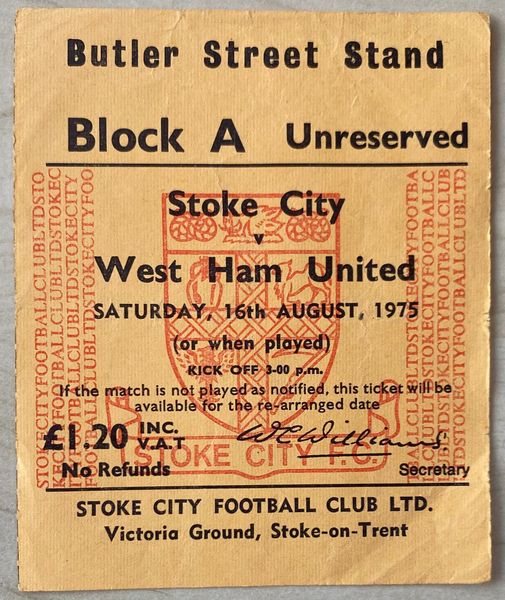 Butler Street Stand
Block A Unreserved
Stoke City
v
West Ham United
SATURDAY, 16th AUGUST, 1975
(or when played)
KICK OFF 3-00 p.m.
If the match is not played as notified, this ticket will be
available for the re-arranged date
£1.20 INC. V.A.T
WC Williams
STOKE CITY F.C.
No Refunds
Secretary
STOKE CITY FOOTBALL CLUB LTD.
Victoria Ground, Stoke-on-Trent